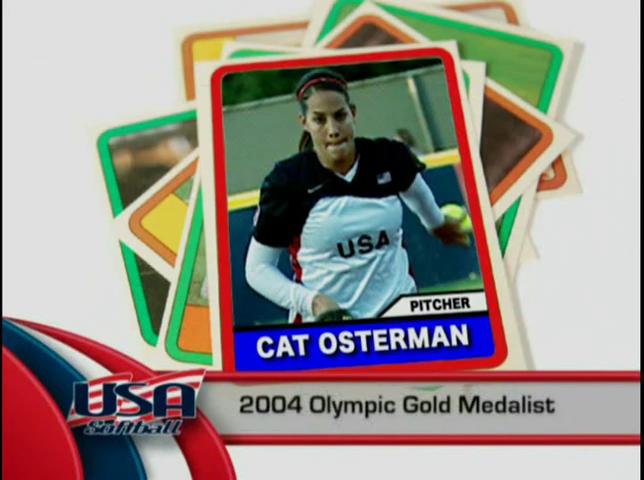 USA
PITCHER
CAT OSTERMAN
USA
Softball
2004 Olympic Gold Medalist